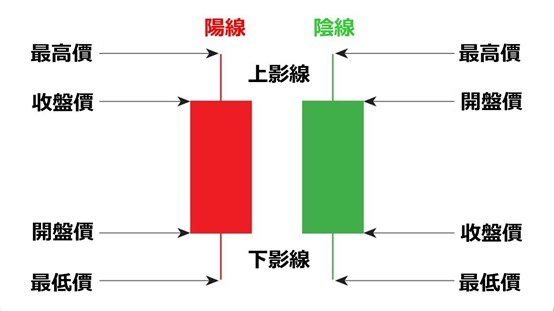 陽線 陰線
最高價 最高價
上影線
收盤價 開盤價
開盤價 收盤價
下影線
最低價 最低價